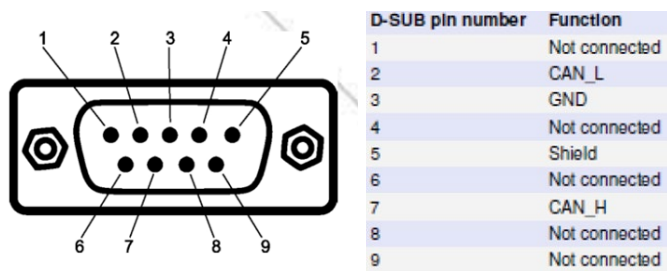 1 2 3 4 5
6 7 8 9
D-SUB pin number Function
1 Not connected
2 CAN_L
3 GND
4 Not connected
5 Shield
6 Not connected
7 CAN_H
8 Not connected
9 Not connected